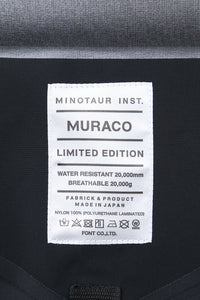 MINOTAUR INST.
MURACO
LIMITED EDITION
WATER RESISTANT 20,000mm
BREATHABLE 20,000g
FABRICK & PRODUCT
MADE IN JAPAN
NYLON 100% (POLYURETHANE LAMINATED)
FONT CO.,LTD.